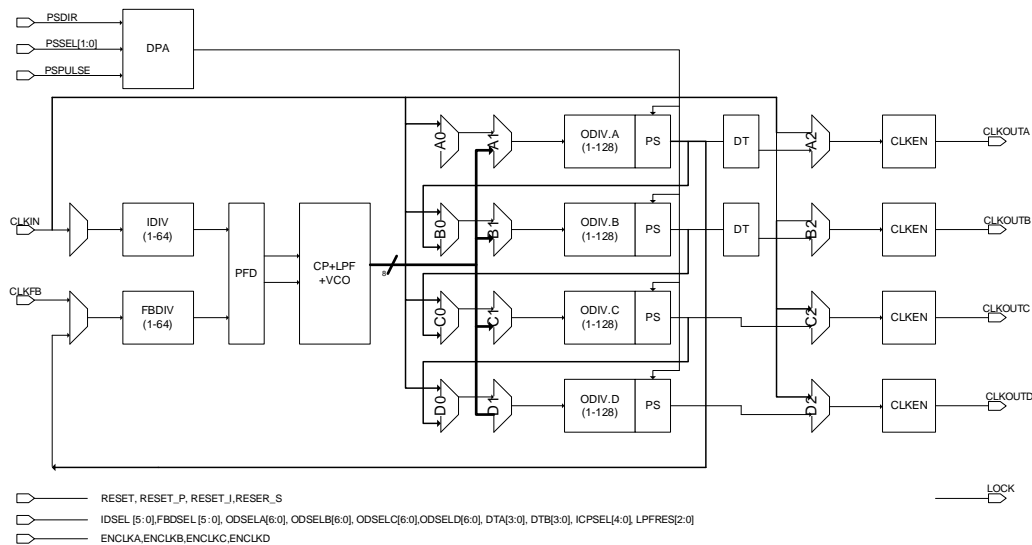 PSDIR
PSSEL[1:0]
PSPULSE
DPA
A0
A1
ODIV.A
(1-128)
PS
DT
A2
CLKEN
CLKOUTA
CLKIN
IDIV
(1-64)
B0
B1
ODIV.B
(1-128)
PS
DT
B2
CLKEN
CLKOUTB
PFD
CP+LPF
+VCO
8
CLKFB
FBDIV
(1-64)
C0
C1
ODIV.C
(1-128)
PS
C2
CLKEN
CLKOUTC
D0
D1
ODIV.D
(1-128)
PS
D2
CLKEN
CLKOUTD
LOCK
RESET, RESET_P, RESET_I,RESER_S
IDSEL [5:0],FBDSEL [5:0], ODSELA[6:0], ODSELB[6:0], ODSELC[6:0],ODSELD[6:0], DTA[3:0], DTB[3:0], ICPSEL[4:0], LPFRES[2:0]
ENCLKA,ENCLKB,ENCLKC,ENCLKD